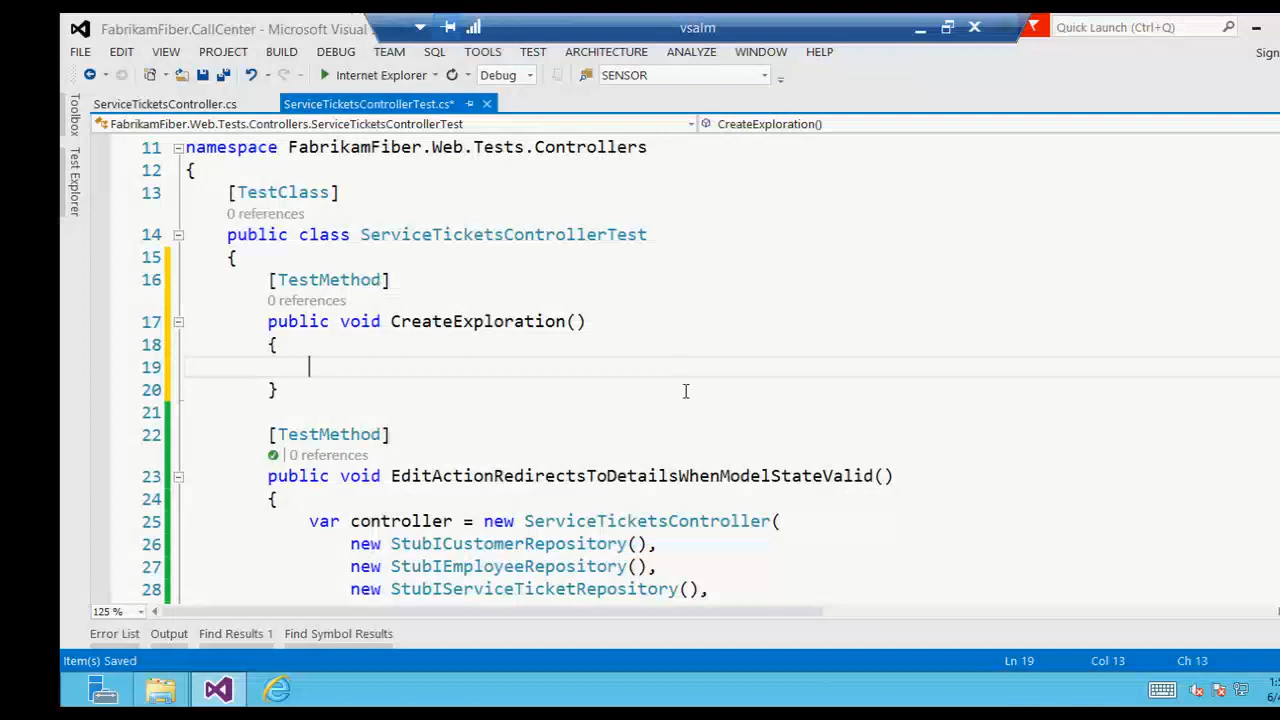 FabrikamFiber.CallCenter - Microsoft Visual
vsalm
Quick Launch (Ctrl+Q)
FILE EDIT VIEW PROJECT BUILD DEBUG TEAM SQL TOOLS TEST ARCHITECTURE ANALYZE WINDOW HELP
Sign
Internet Explorer Debug SENSOR
Toolbox
Test Explorer
ServiceTicketsController.cs ServiceTicketsControllerTest.cs*
FabrikamFiber.Web.Tests.Controllers.ServiceTicketsControllerTest CreateExploration()
11 namespace FabrikamFiber.Web.Tests.Controllers
12 {
13 [TestClass]
0 references
14 public class ServiceTicketsControllerTest
15 {
16 [TestMethod]
0 references
17 public void CreateExploration()
18 {
19
20 }
21
22 [TestMethod]
| 0 references
23 public void EditActionRedirectsToDetailsWhenModelStateValid()
24 {
25 var controller = new ServiceTicketsController(
26 new StubICustomerRepository(),
27 new StubIEmployeeRepository(),
28 new StubIServiceTicketRepository(),
125 %
Error List Output Find Results 1 Find Symbol Results
Item(s) Saved Ln 19 Col 13 Ch 13